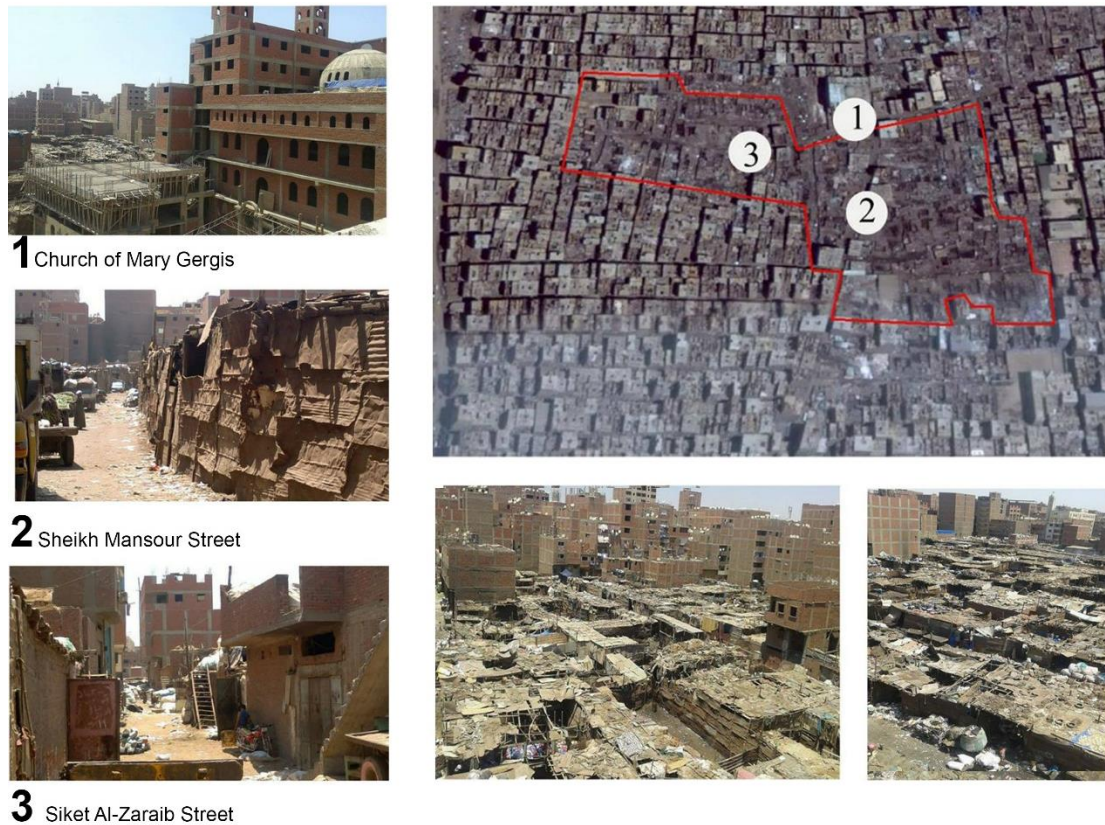 1 Church of Mary Gergis
2 Sheikh Mansour Street
3 Siket Al-Zaraib Street
1
3
2